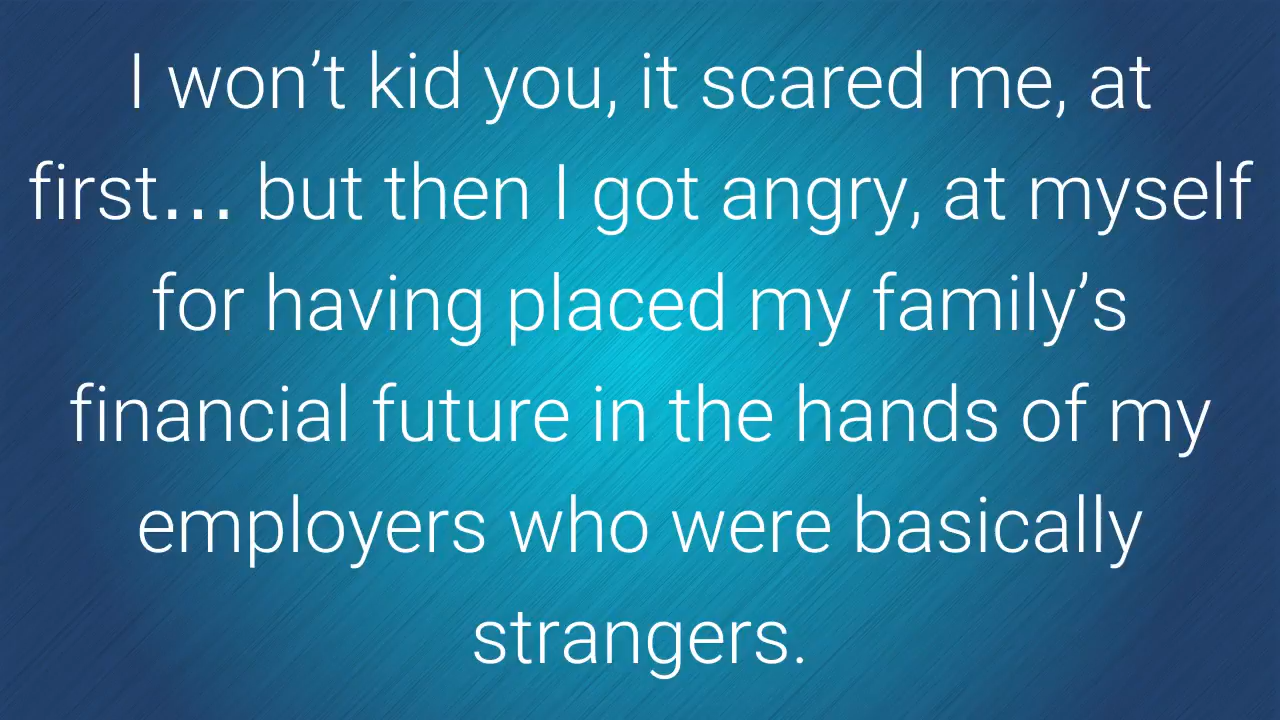 I won’t kid you, it scared me, at
first… but then I got angry, at myself
for having placed my family’s
financial future in the hands of my
employers who were basically
strangers.